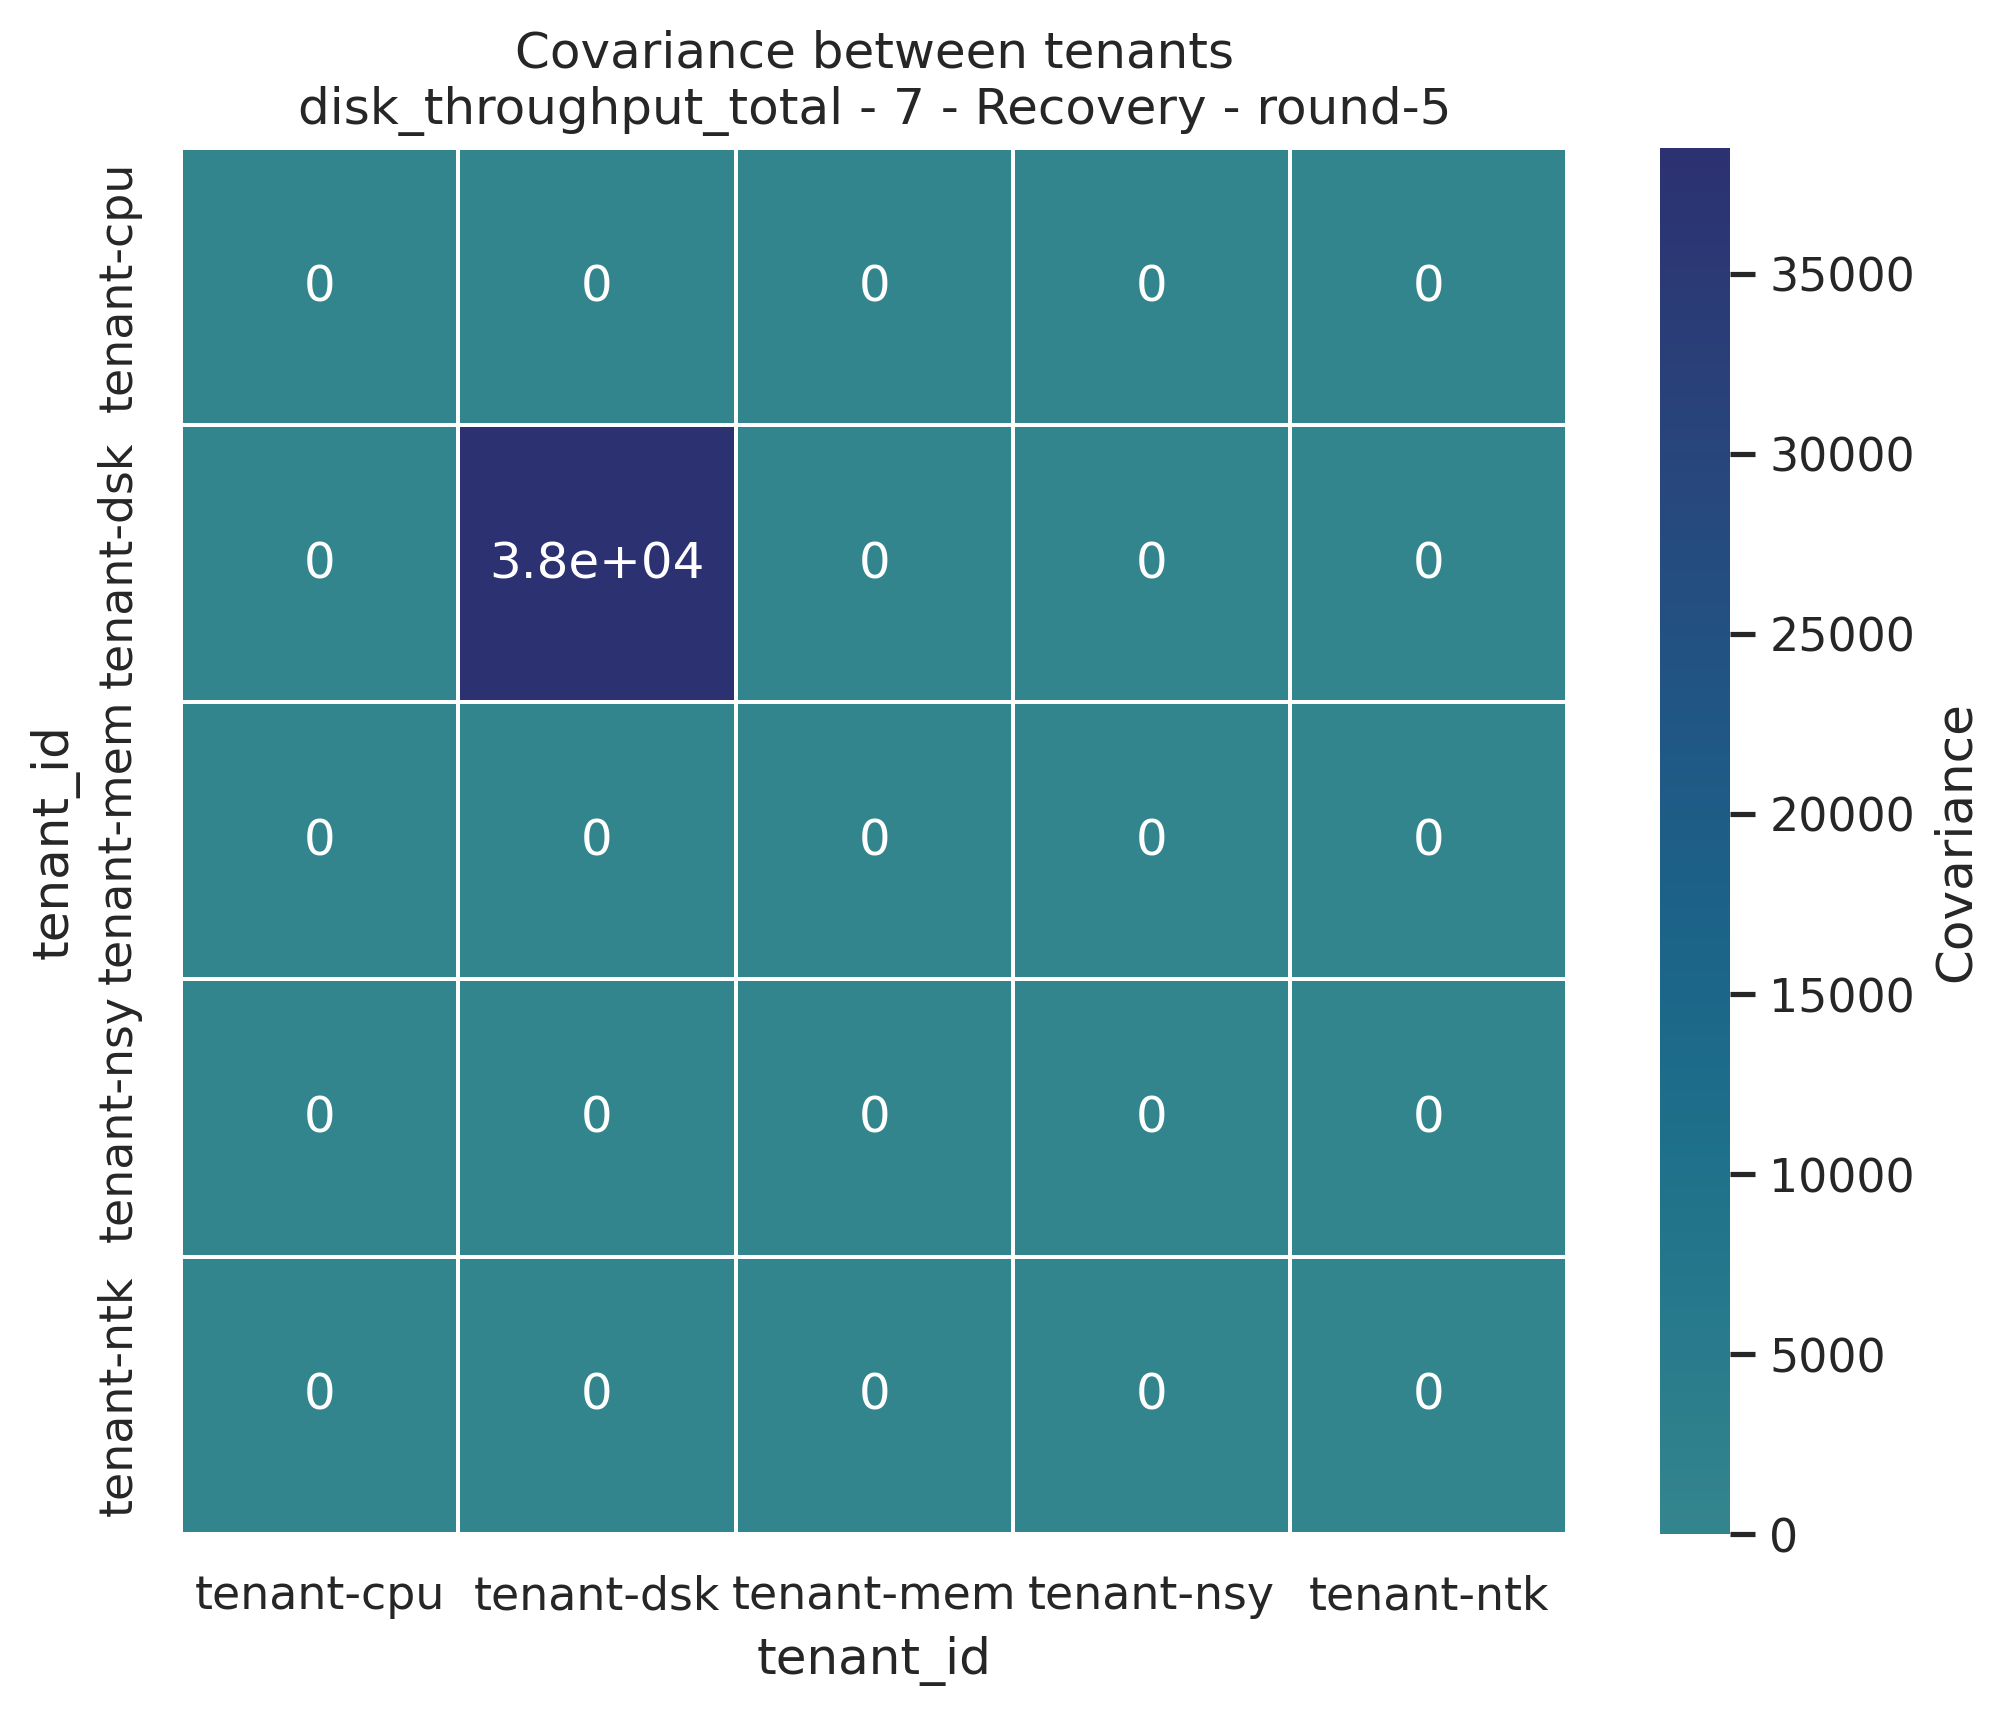 Covariance between tenants
disk_throughput_total - 7 - Recovery - round-5
tenant_id
tenant-cpu
0 0 0 0 0
tenant-dsk
0 3.8e+04 0 0 0
tenant-mem
0 0 0 0 0
tenant-nsy
0 0 0 0 0
tenant-ntk
0 0 0 0 0
tenant-cpu tenant-dsk tenant-mem tenant-nsy tenant-ntk
tenant_id
35000
30000
25000
20000
15000
10000
5000
0
Covariance